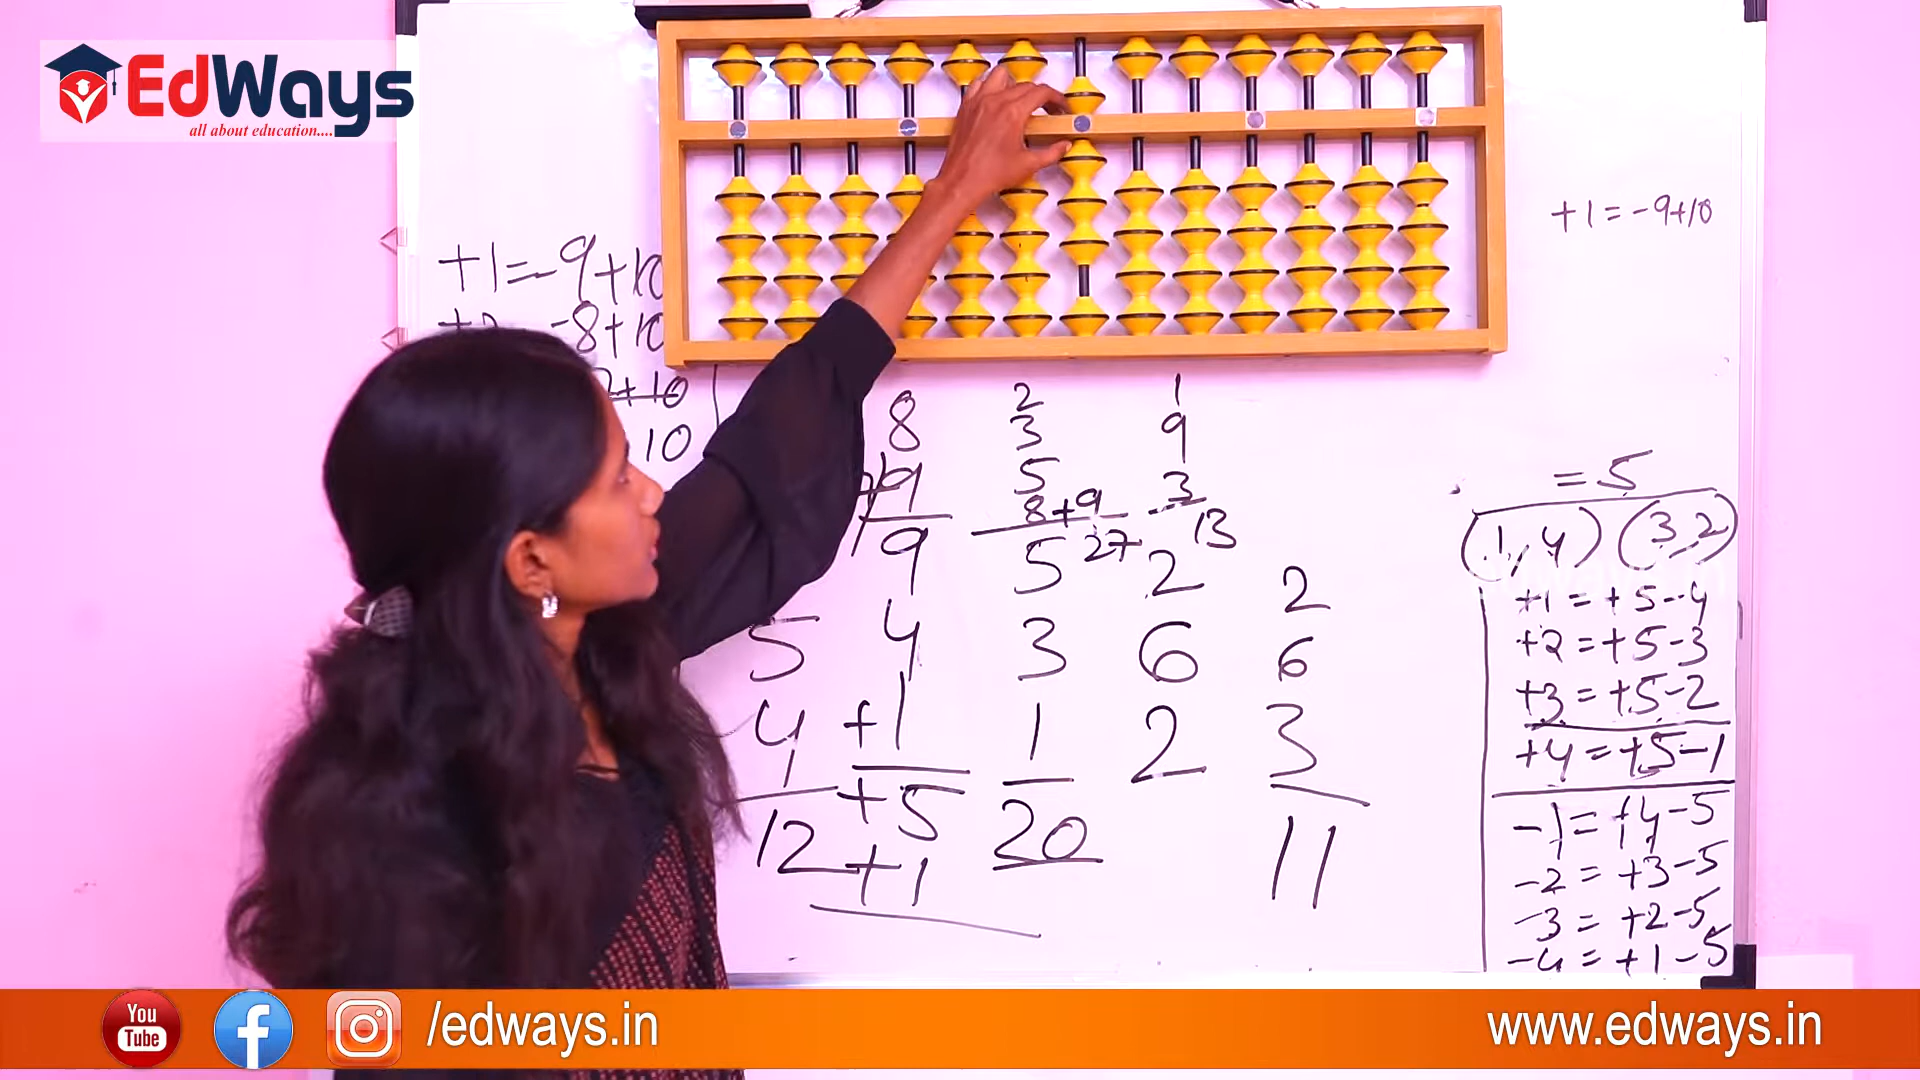 EdWays
all about education....
+1=-9+10
+1=-9+10
-8+10
+10
10
8 2 1
3 9
+9 5 3
8+9
9 5 27 2 13 2
5 4 3 6 6
4 +1 1 2 3
1
12 +5 20 11
+1
=5
(1,4) (3,2)
+1=+5-4
+2=+5-3
+3=+5-2
+4=+5-1
-1=+4-5
-2=+3-5
-3=+2-5
-4=+1-5
You
Tube
/edways.in
www.edways.in